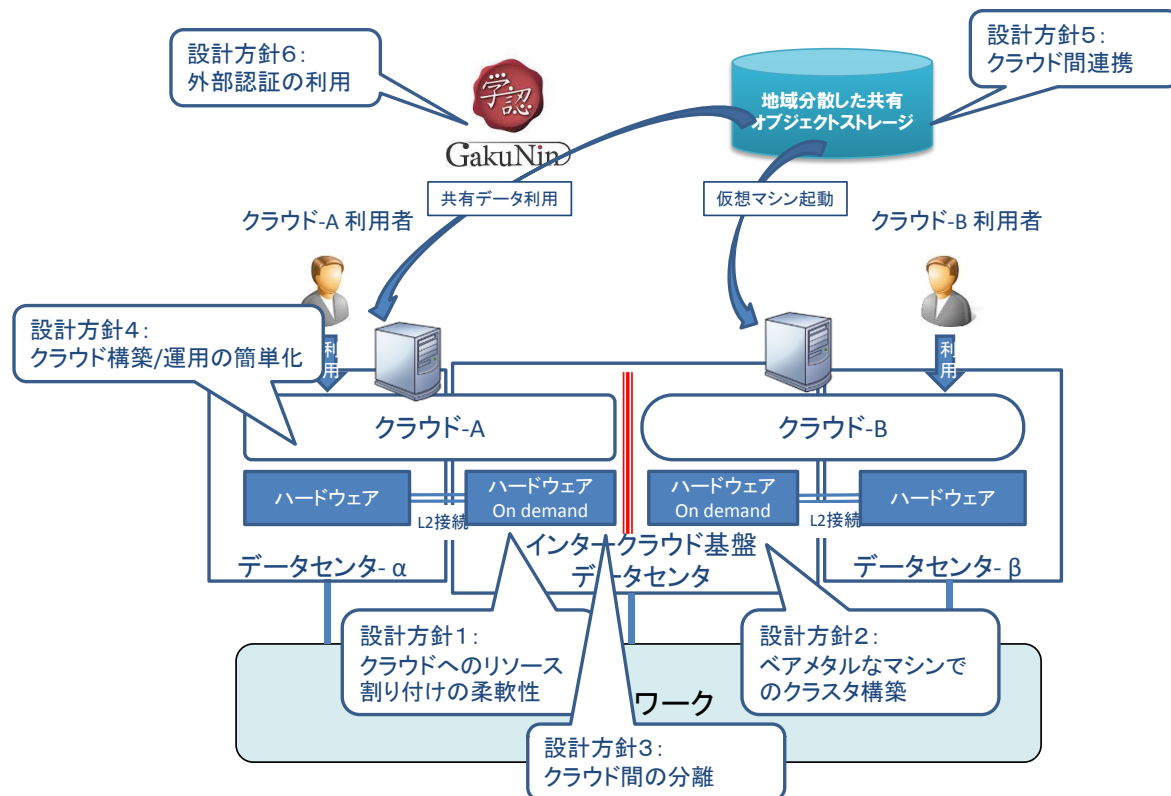 設計方針6:
外部認証の利用
学認
GakuNin
地域分散した共有
オブジェクトストレージ
設計方針5:
クラウド間連携
共有データ利用
仮想マシン起動
クラウド-A 利用者
クラウド-B 利用者
設計方針4:
クラウド構築/運用の簡単化
利用
利用
クラウド-A
クラウド-B
ハードウェア
L2接続
ハードウェア
On demand
ハードウェア
On demand
L2接続
ハードウェア
データセンタ- α
インタークラウド基盤
データセンタ
データセンタ- β
設計方針1:
クラウドへのリソース
割り付けの柔軟性
設計方針2:
ベアメタルなマシンで
のクラスタ構築
ワーク
設計方針3:
クラウド間の分離